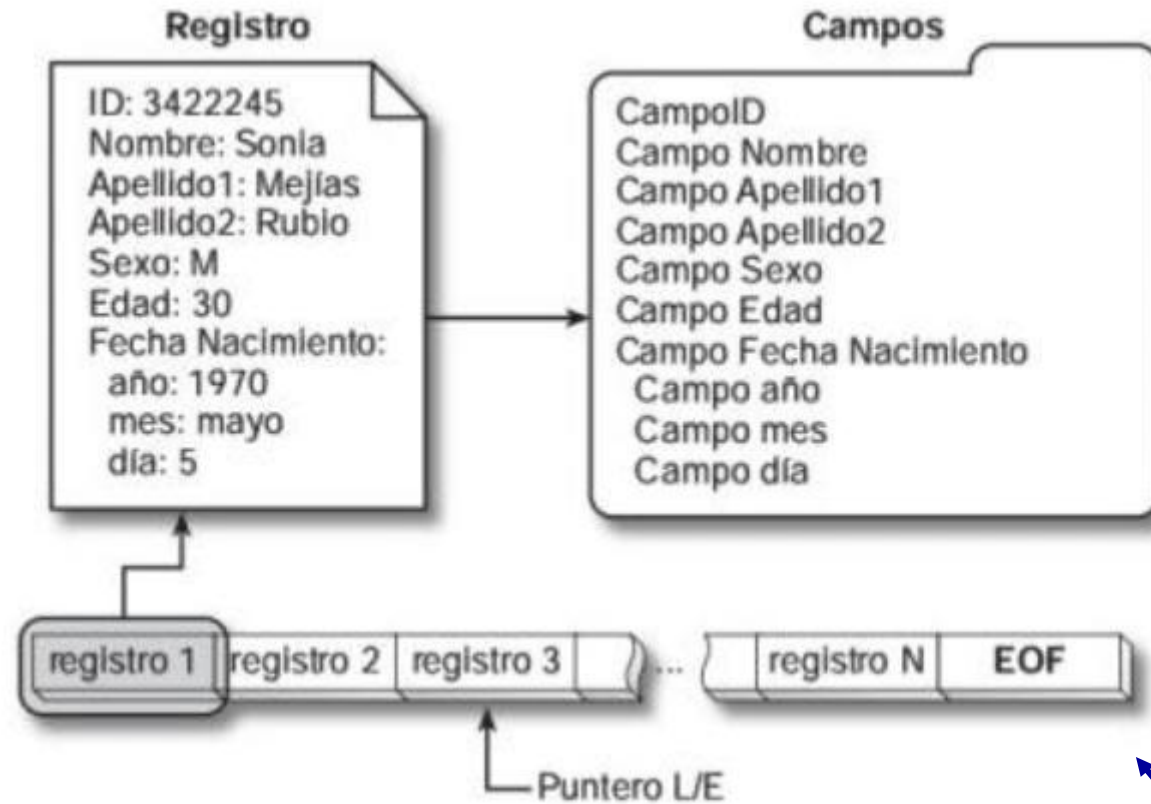 Registro
ID: 3422245
Nombre: Sonia
Apellido1: Mejías
Apellido2: Rubio
Sexo: M
Edad: 30
Fecha Nacimiento:
año: 1970
mes: mayo
día: 5
Campos
CampoID
Campo Nombre
Campo Apellido1
Campo Apellido2
Campo Sexo
Campo Edad
Campo Fecha Nacimiento
Campo año
Campo mes
Campo día
registro 1 registro 2 registro 3 ... registro N EOF
Puntero L/E